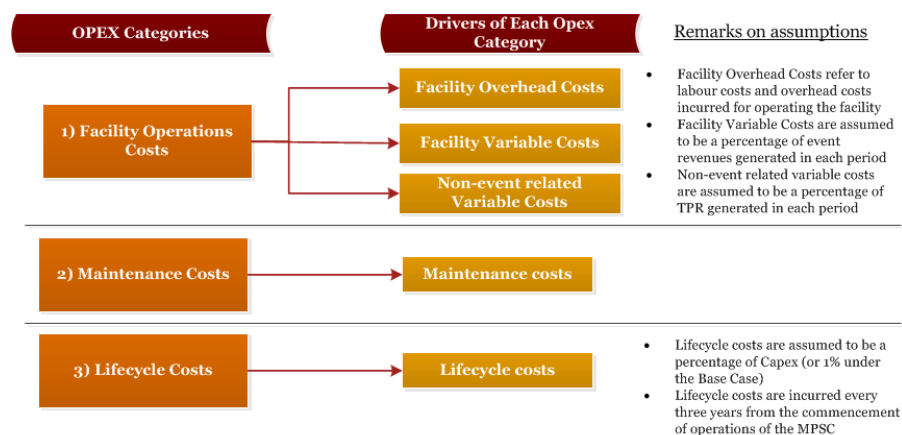 OPEX Categories
Drivers of Each Opex
Category
Remarks on assumptions
1) Facility Operations
Costs
Facility Overhead Costs
Facility Variable Costs
Non-event related
Variable Costs
• Facility Overhead Costs refer to
labour costs and overhead costs
incurred for operating the facility
• Facility Variable Costs are assumed
to be a percentage of event
revenues generated in each period
• Non-event related variable costs
are assumed to be a percentage of
TPR generated in each period
2) Maintenance Costs
Maintenance costs
3) Lifecycle Costs
Lifecycle costs
• Lifecycle costs are assumed to be a
percentage of Capex (or 1% under
the Base Case)
• Lifecycle costs are incurred every
three years from the commencement
of operations of the MPSC